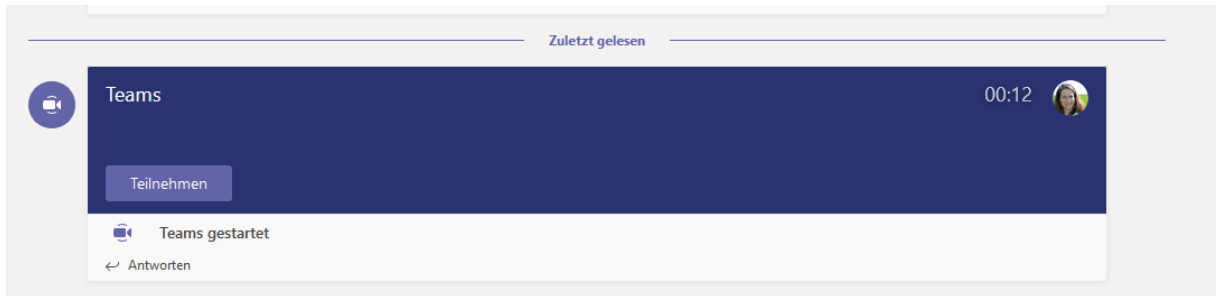 Zuletzt gelesen
Teams
00:12
Teilnehmen
Teams gestartet
Antworten